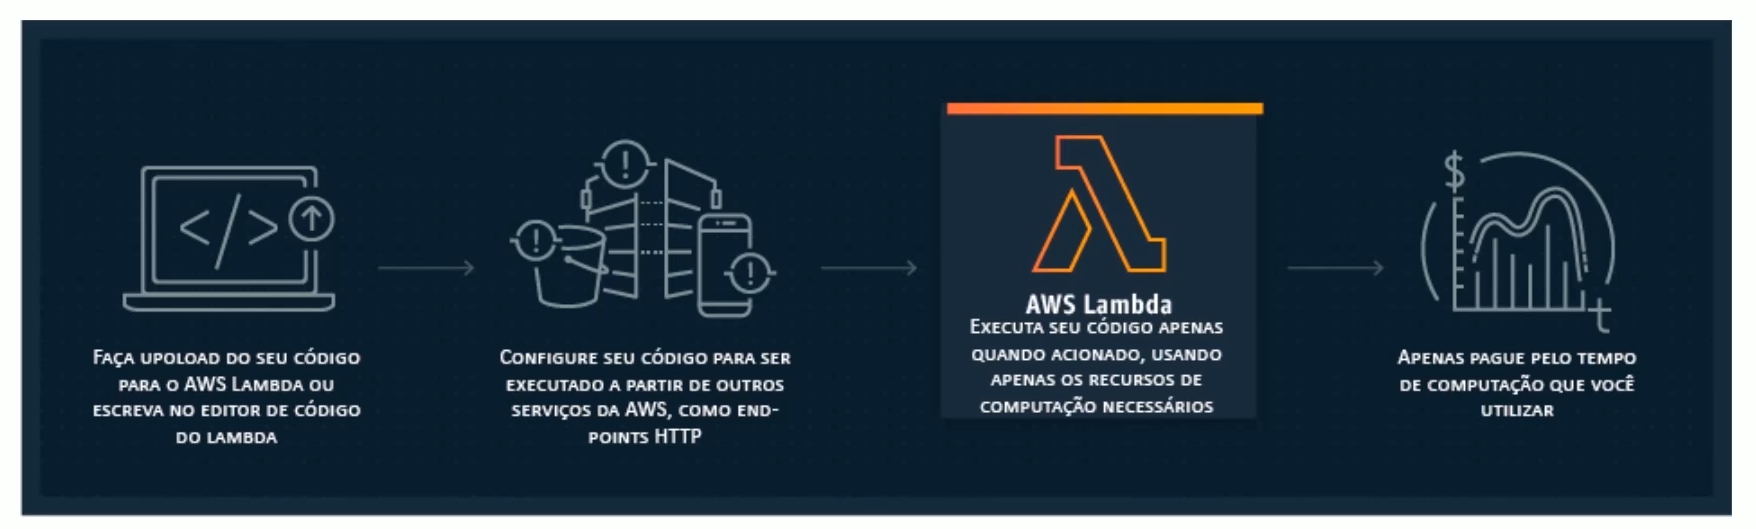 Faça upoload do seu código
para o AWS Lambda ou
escreva no editor de código
do lambda
Configure seu código para ser
executado a partir de outros
serviços da AWS, como end-
points HTTP
AWS Lambda
Executa seu código apenas
quando acionado, usando
apenas os recursos de
computação necessários
$
t
Apenas pague pelo tempo
de computação que você
utilizar